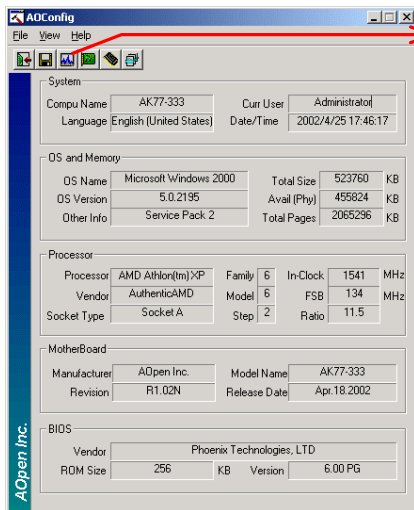 AOConfig
File View Help
System
Compu Name AK77-333 Curr User Administrator
Language English (United States) Date/Time 2002/4/25 17:46:17
OS and Memory
OS Name Microsoft Windows 2000 Total Size 523760 KB
OS Version 5.0.2195 Avail (Phy) 455824 KB
Other Info Service Pack 2 Total Pages 2065296 KB
Processor
Processor AMD Athlon(tm) XP Family 6 In-Clock 1541 MHz
Vendor AuthenticAMD Model 6 FSB 134 MHz
Socket Type Socket A Step 2 Ratio 11.5
MotherBoard
Manufacturer AOpen Inc. Model Name AK77-333
Revision R1.02N Release Date Apr.18.2002
BIOS
Vendor Phoenix Technologies, LTD
ROM Size 256 KB Version 6.00 PG
AOpen Inc.